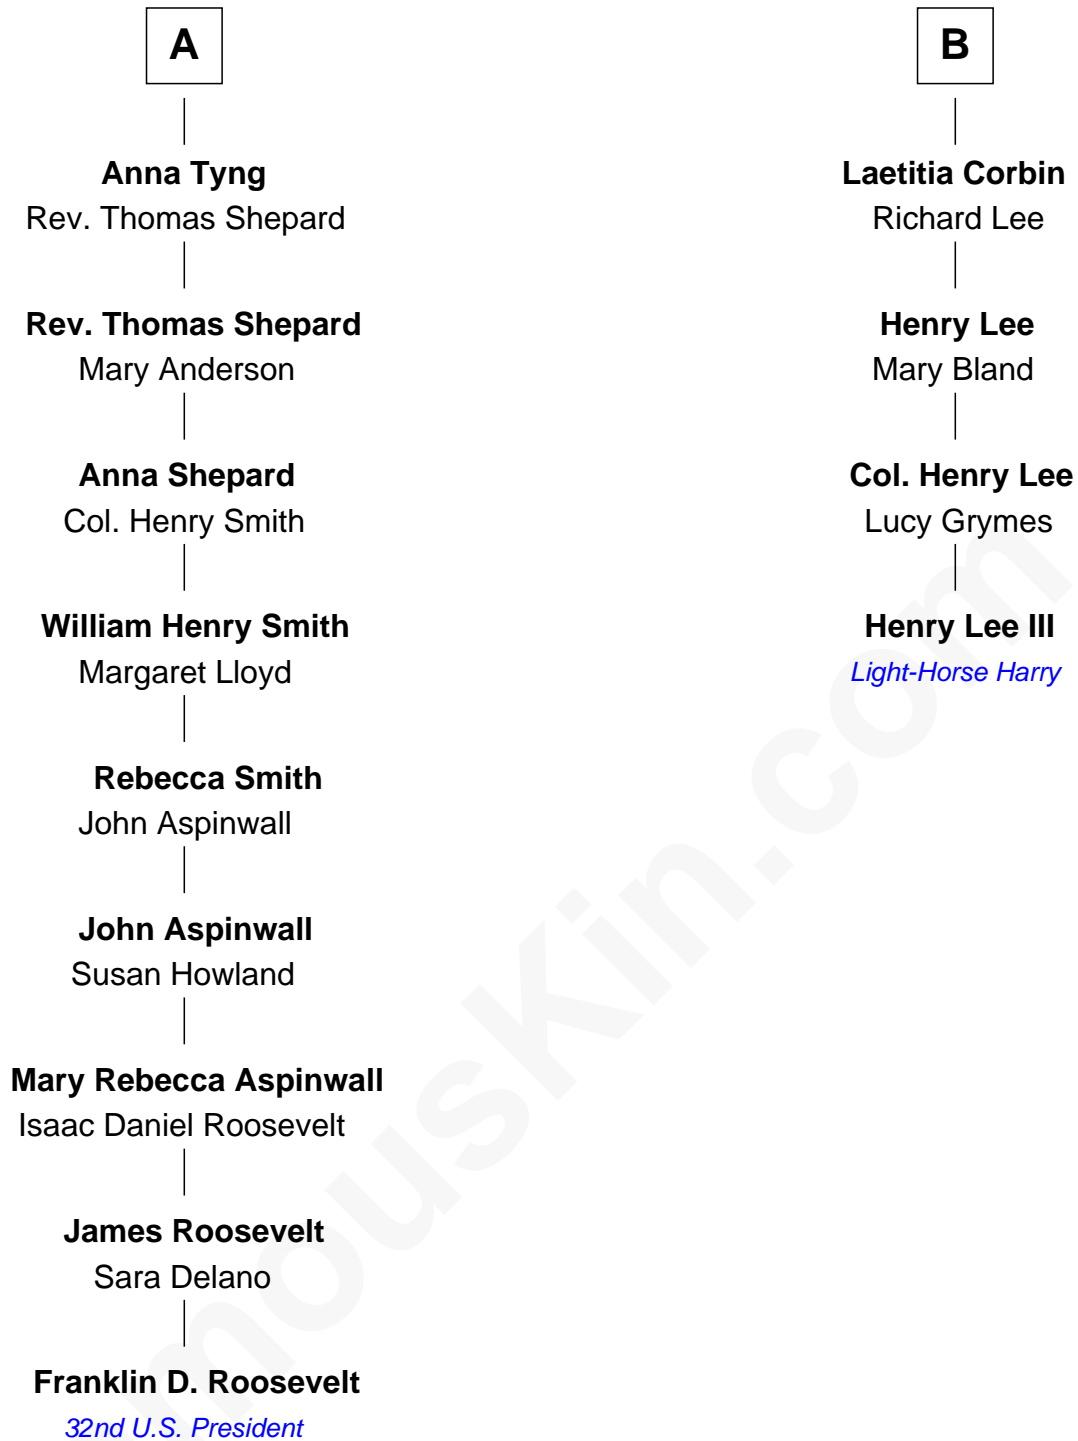 A
Anna Tyng
Rev. Thomas Shepard
Rev. Thomas Shepard
Mary Anderson
Anna Shepard
Col. Henry Smith
William Henry Smith
Margaret Lloyd
Rebecca Smith
John Aspinwall
John Aspinwall
Susan Howland
Mary Rebecca Aspinwall
Isaac Daniel Roosevelt
James Roosevelt
Sara Delano
Franklin D. Roosevelt
32nd U.S. President
B
Laetitia Corbin
Richard Lee
Henry Lee
Mary Bland
Col. Henry Lee
Lucy Grymes
Henry Lee III
Light-Horse Harry
mouskin.com